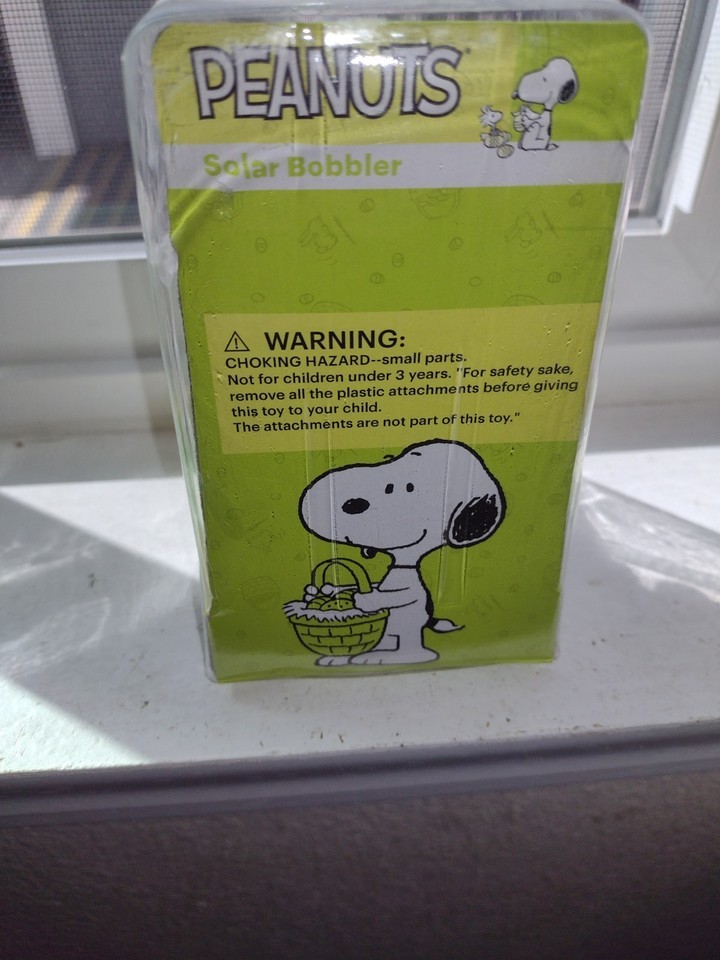 PEANUTS
Solar Bobbler
WARNING:
CHOKING HAZARD--small parts.
Not for children under 3 years. "For safety sake,
remove all the plastic attachments before giving
this toy to your child.
The attachments are not part of this toy."